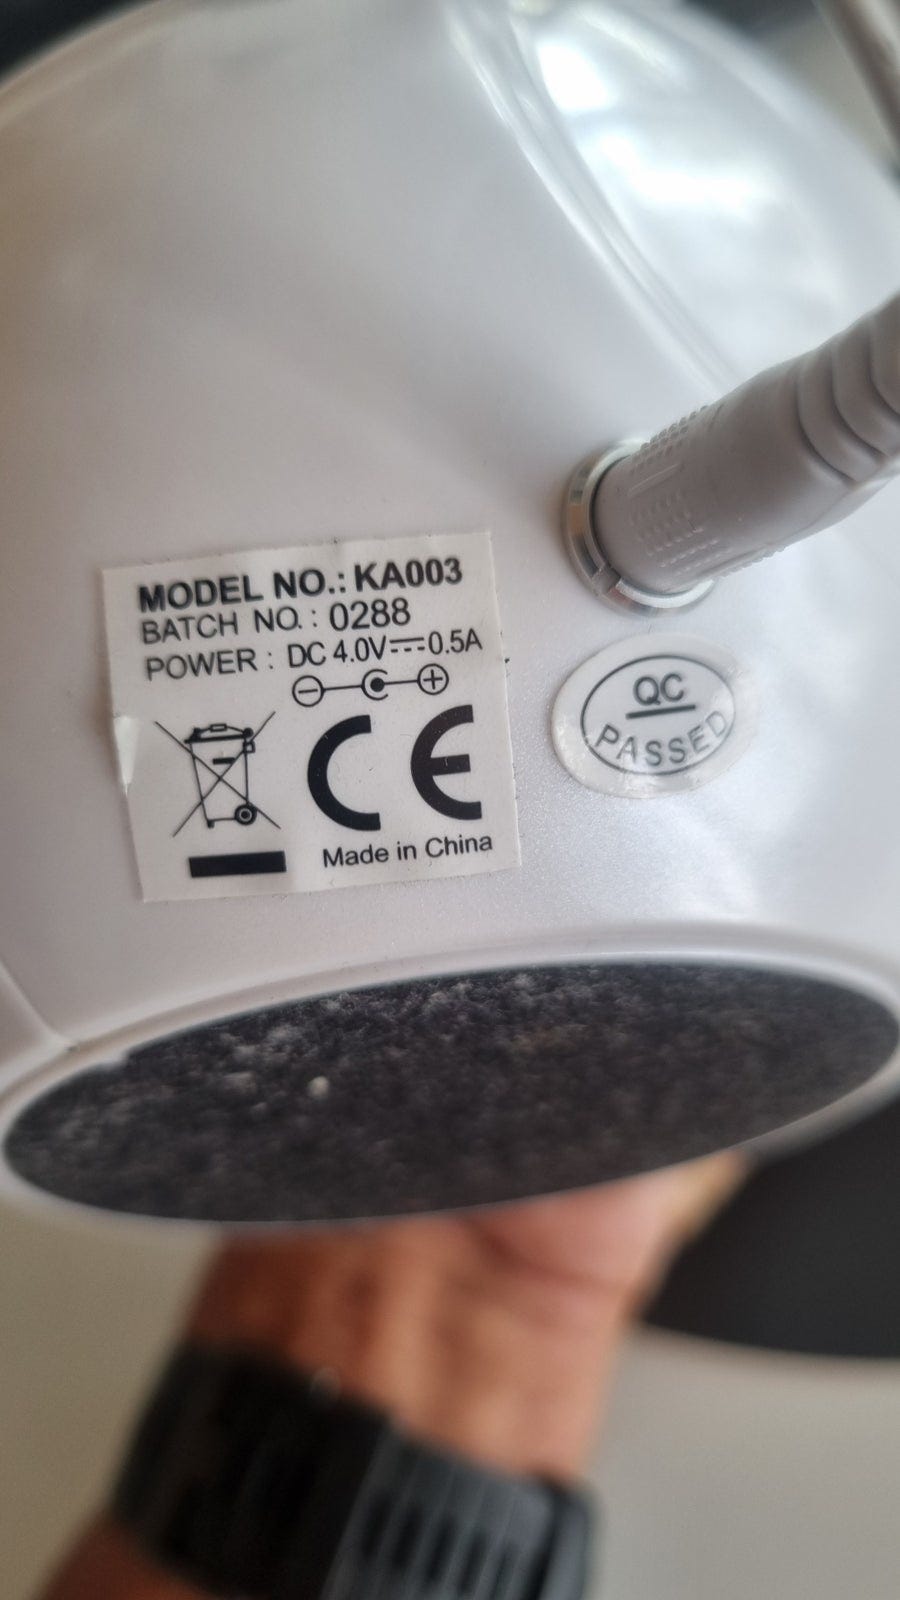 MODEL NO.: KA003
BATCH NO.: 0288
POWER: DC 4.0V⎓0.5A
CE
Made in China
QC
PASSED